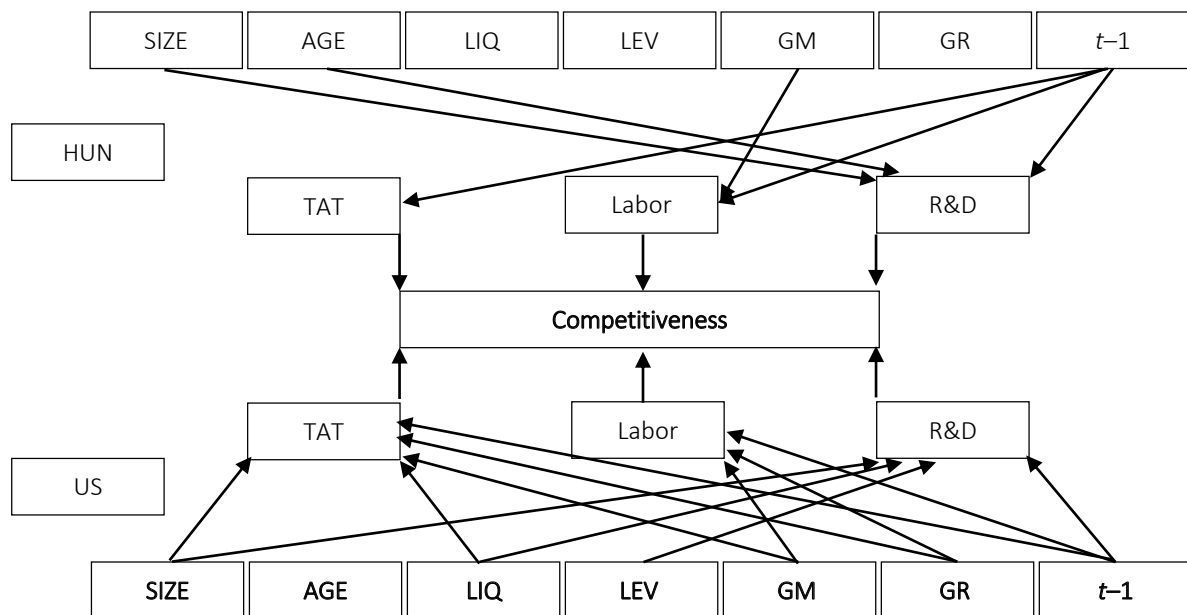 SIZE AGE LIQ LEV GM GR t–1
HUN
TAT Labor R&D
Competitiveness
TAT Labor R&D
US
SIZE AGE LIQ LEV GM GR t–1